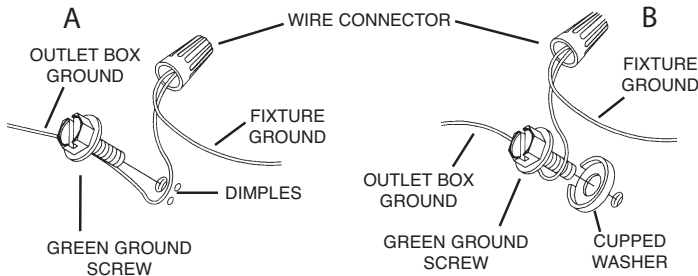 A
WIRE CONNECTOR
B
OUTLET BOX
GROUND
FIXTURE
GROUND
FIXTURE
GROUND
DIMPLES
OUTLET BOX
GROUND
GREEN GROUND
SCREW
GREEN GROUND
SCREW
CUPPED
WASHER